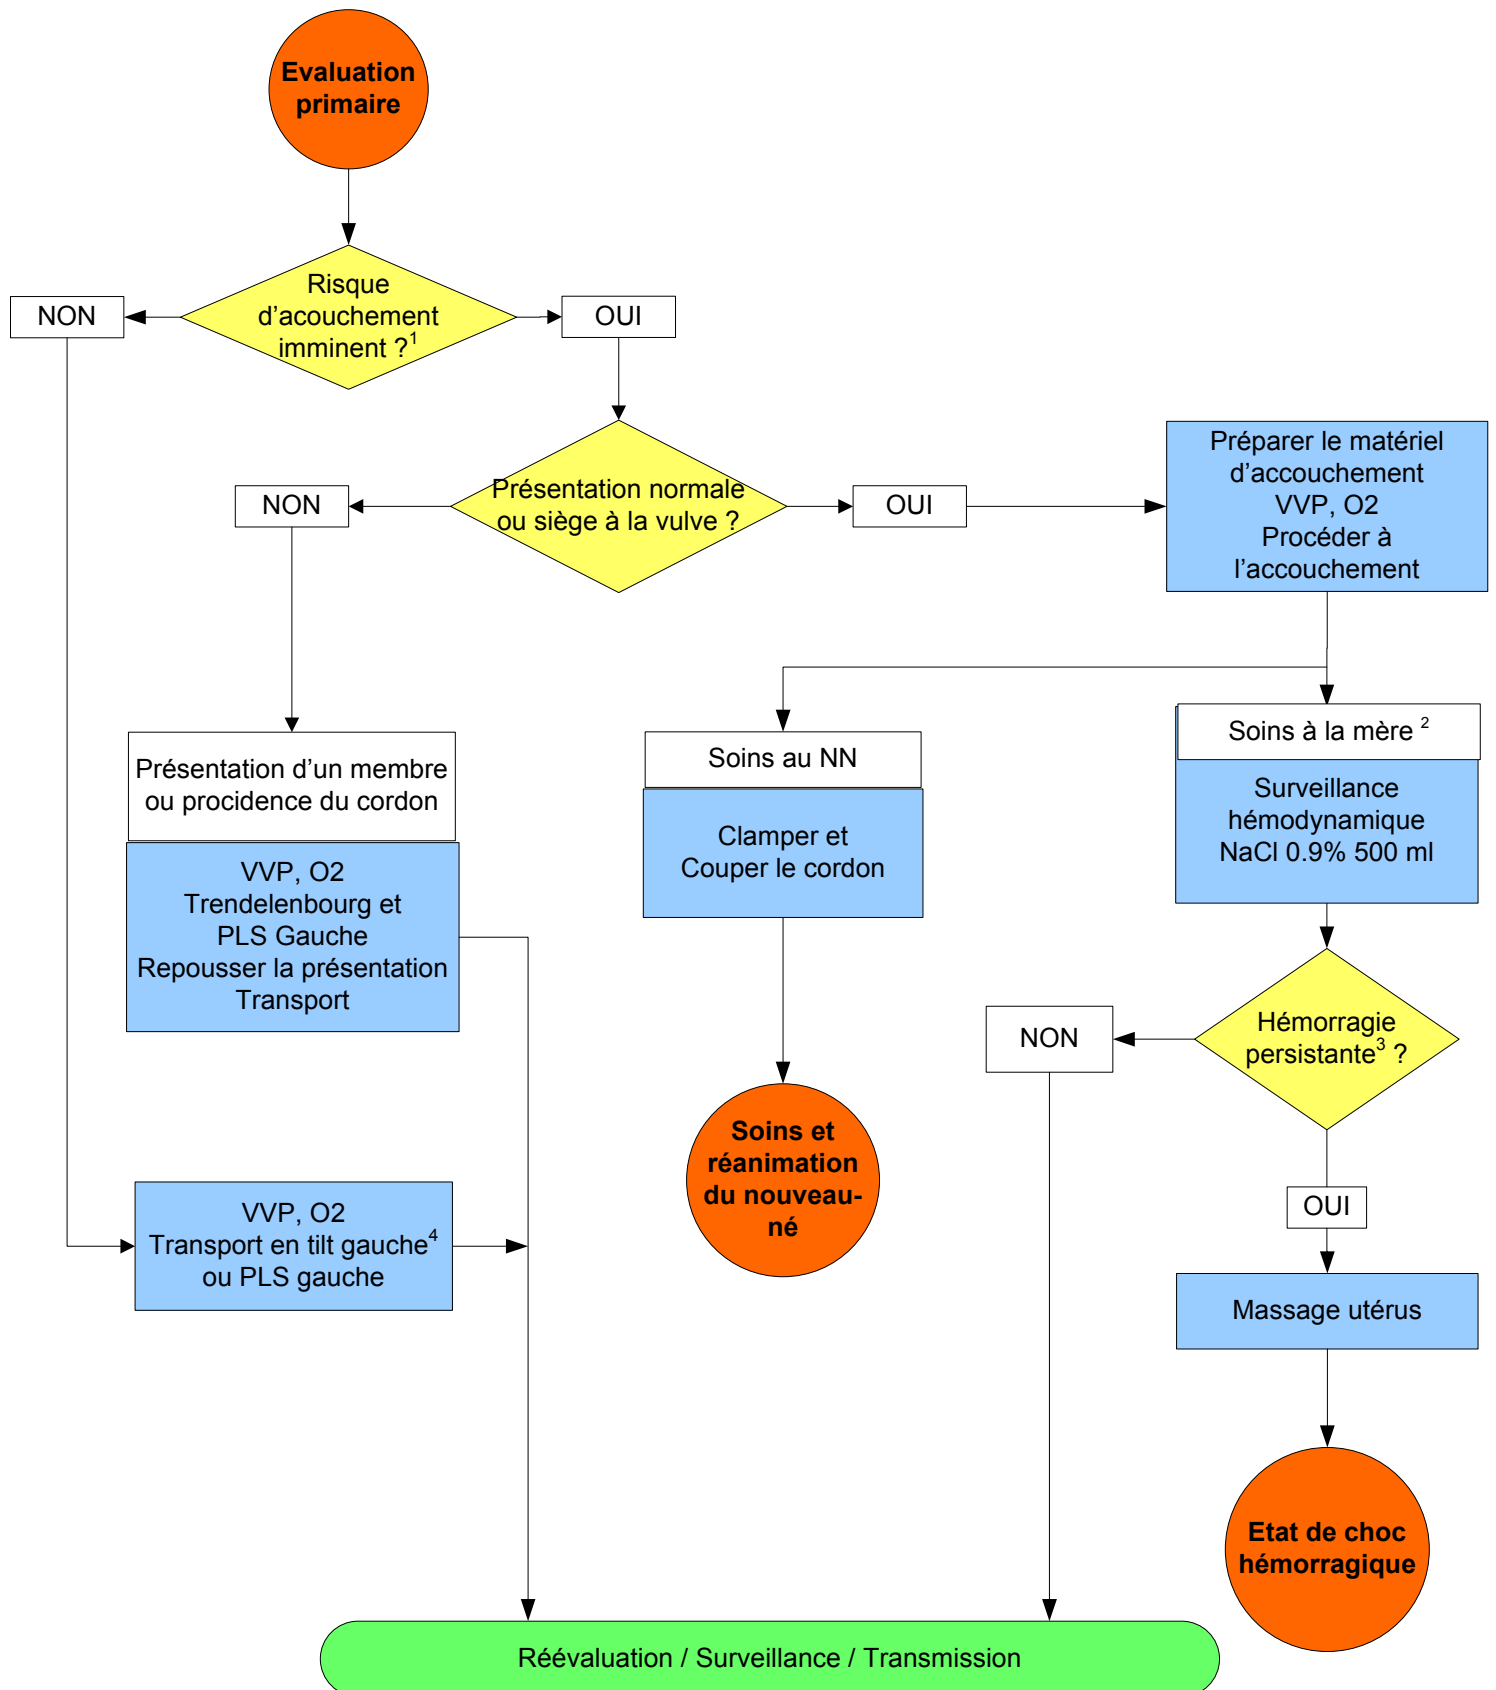 Evaluation
primaire
Risque
d'acouchement
imminent ?1
NON
OUI
Présentation normale
ou siège à la vulve ?
NON
OUI
Préparer le matériel
d'accouchement
VVP, O2
Procéder à
l'accouchement
Présentation d'un membre
ou procidence du cordon
VVP, O2
Trendelenbourg et
PLS Gauche
Repousser la présentation
Transport
Soins au NN
Clamper et
Couper le cordon
Soins à la mère 2
Surveillance
hémodynamique
NaCl 0.9% 500 ml
Hémorragie
persistante3 ?
NON
OUI
Soins et
réanimation
du nouveau-
né
VVP, O2
Transport en tilt gauche4
ou PLS gauche
Massage utérus
Etat de choc
hémorragique
Réévaluation / Surveillance / Transmission